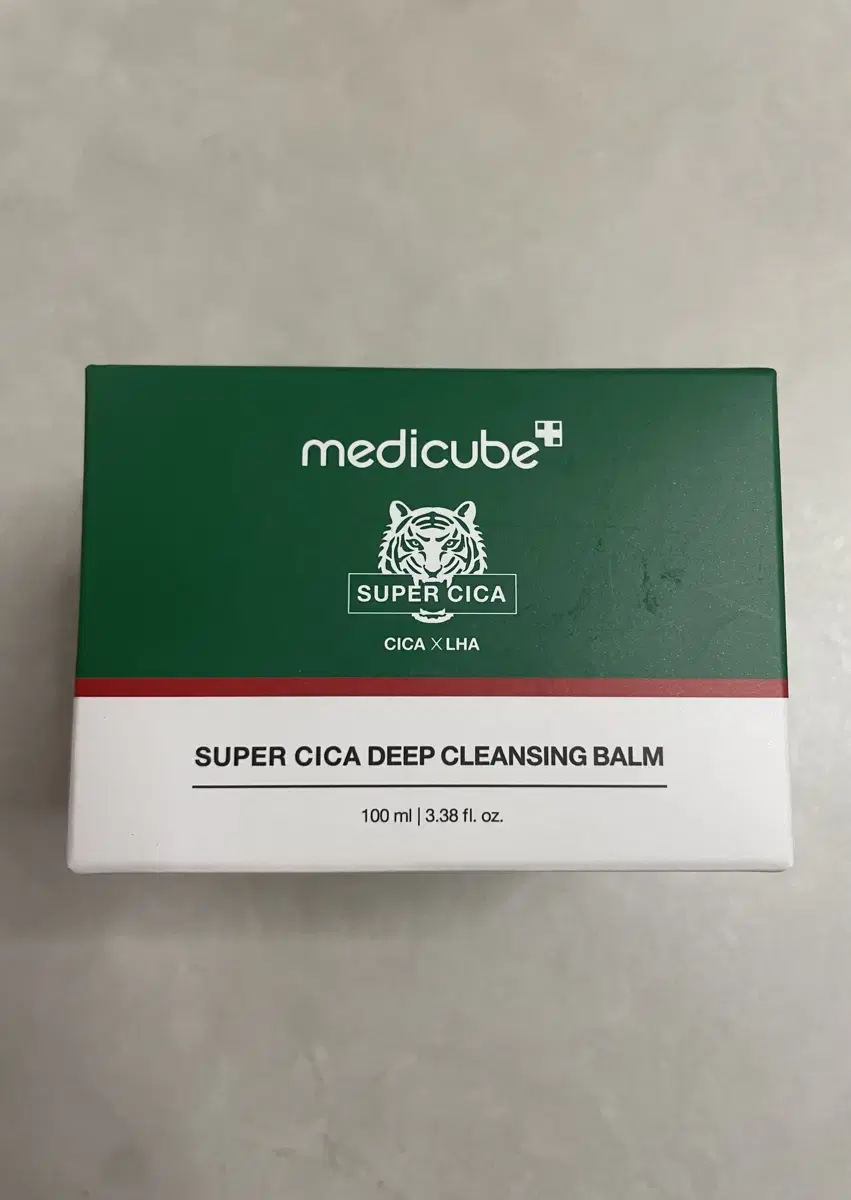 medicube
SUPER CICA
CICA X LHA
SUPER CICA DEEP CLEANSING BALM
100 ml | 3.38 fl. oz.